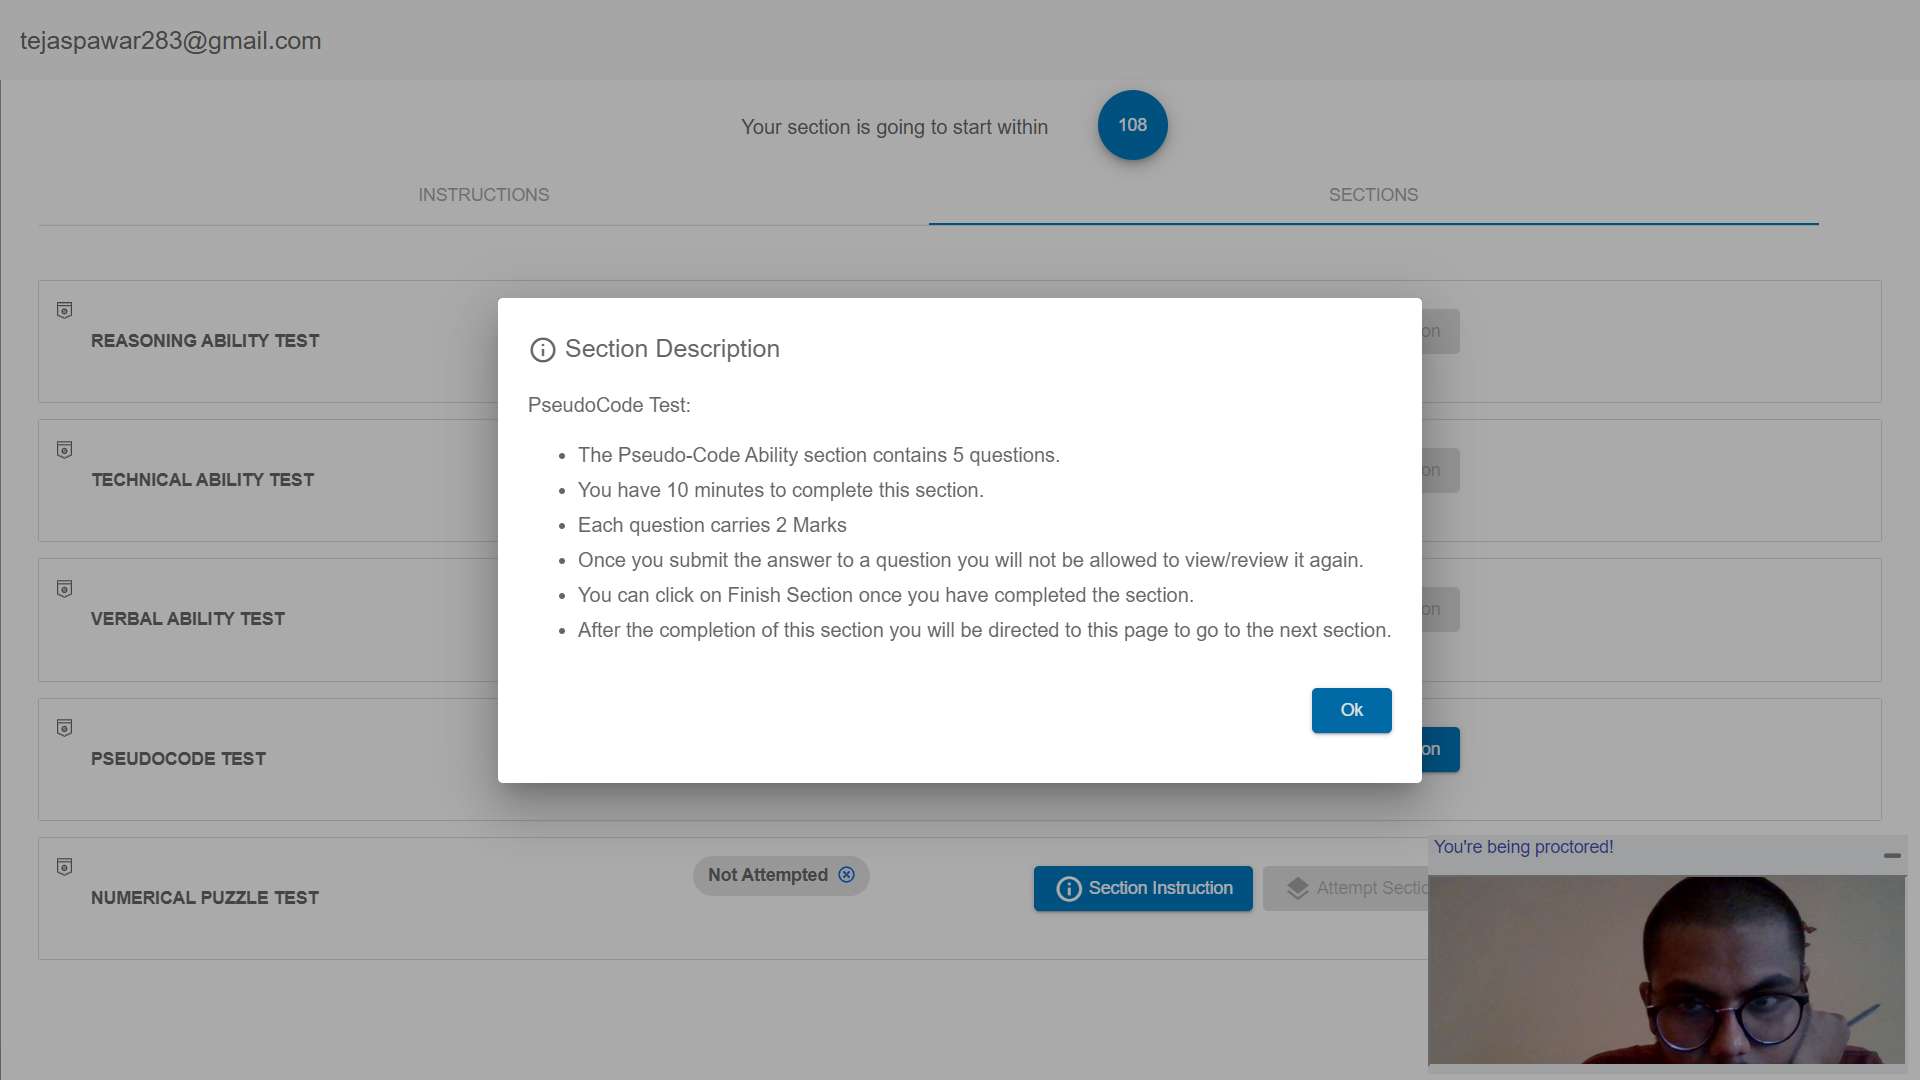 tejaspawar283@gmail.com
Your section is going to start within
108
INSTRUCTIONS
SECTIONS
REASONING ABILITY TEST
on
TECHNICAL ABILITY TEST
on
VERBAL ABILITY TEST
on
PSEUDOCODE TEST
on
Section Description
PseudoCode Test:
The Pseudo-Code Ability section contains 5 questions.
You have 10 minutes to complete this section.
Each question carries 2 Marks
Once you submit the answer to a question you will not be allowed to view/review it again.
You can click on Finish Section once you have completed the section.
After the completion of this section you will be directed to this page to go to the next section.
Ok
NUMERICAL PUZZLE TEST
Not Attempted
Section Instruction
Attempt Sectio
You're being proctored!